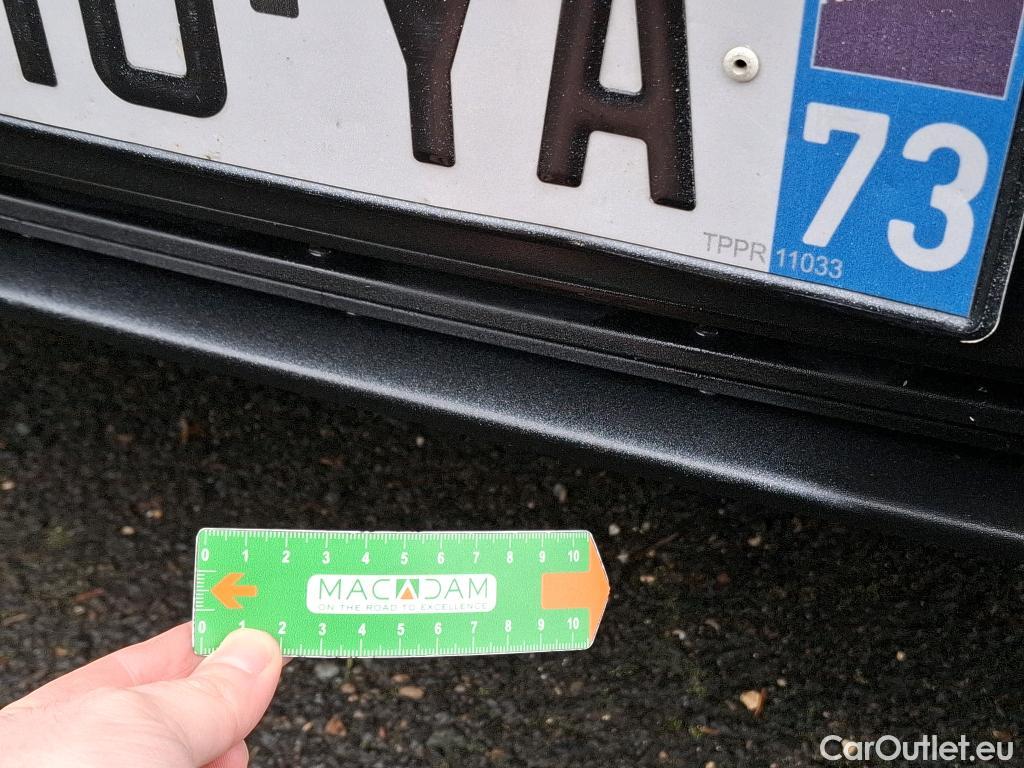 YA
73
TPPR 11033
0 1 2 3 4 5 6 7 8 9 10
MACADAM
ON THE ROAD TO EXCELLENCE
0 1 2 3 4 5 6 7 8 9 10
CarOutlet.eu